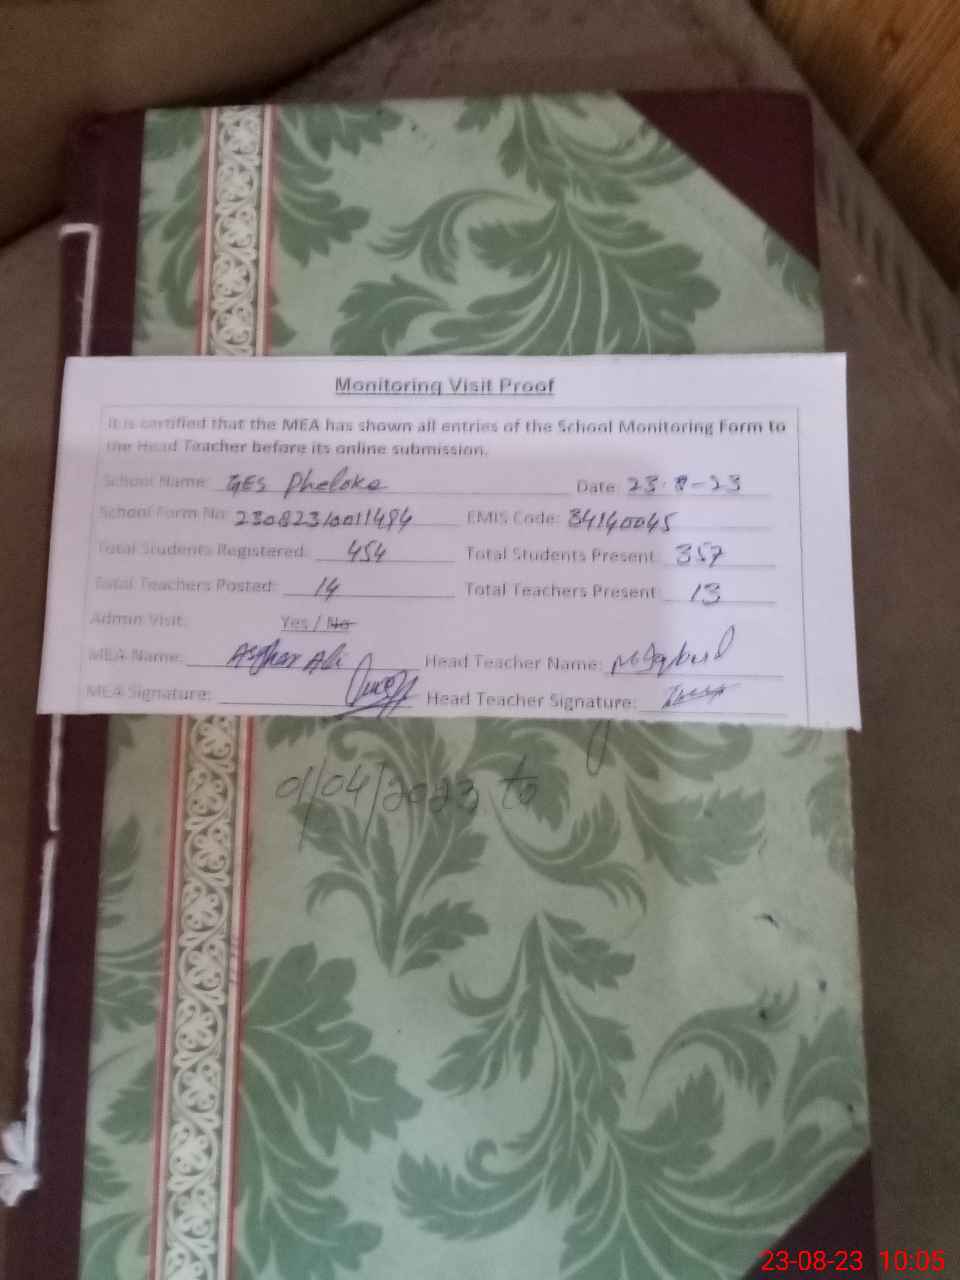 Monitoring Visit Proof
It is certified that the MEA has shown all entries of the School Monitoring Form to
the Head Teacher before its online submission.
School Name: GES Pheloke Date: 23-8-23
School Form No: 2308231001 EMIS Code: 34140045
Total Students Registered: 454 Total Students Present: 357
Total Teachers Posted: 14 Total Teachers Present: 13
Admin Visit: Yes / No
MEA Name: Asghar Ali Head Teacher Name:
MEA Signature: Head Teacher Signature:
01/04/2023 to
23-08-23 10:05